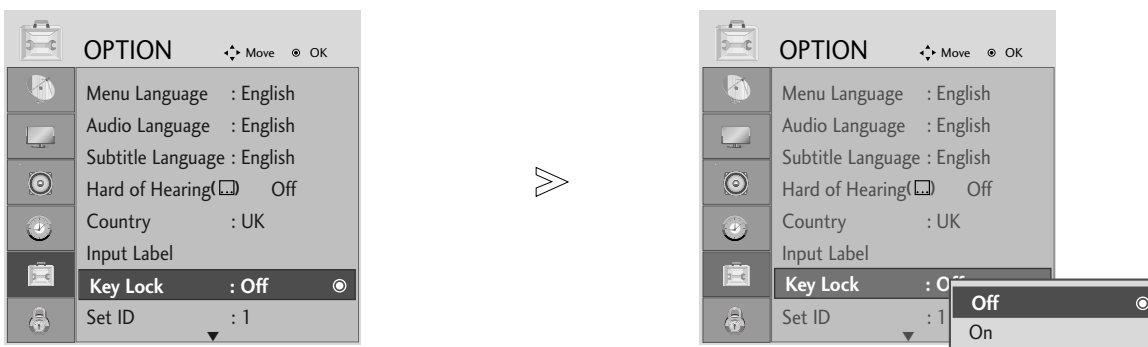 OPTION Move OK
Menu Language : English
Audio Language : English
Subtitle Language : English
Hard of Hearing( ) Off
Country : UK
Input Label
Key Lock : Off
Set ID : 1
OPTION Move OK
Menu Language : English
Audio Language : English
Subtitle Language : English
Hard of Hearing( ) Off
Country : UK
Input Label
Key Lock : O
Set ID : 1
Off
On